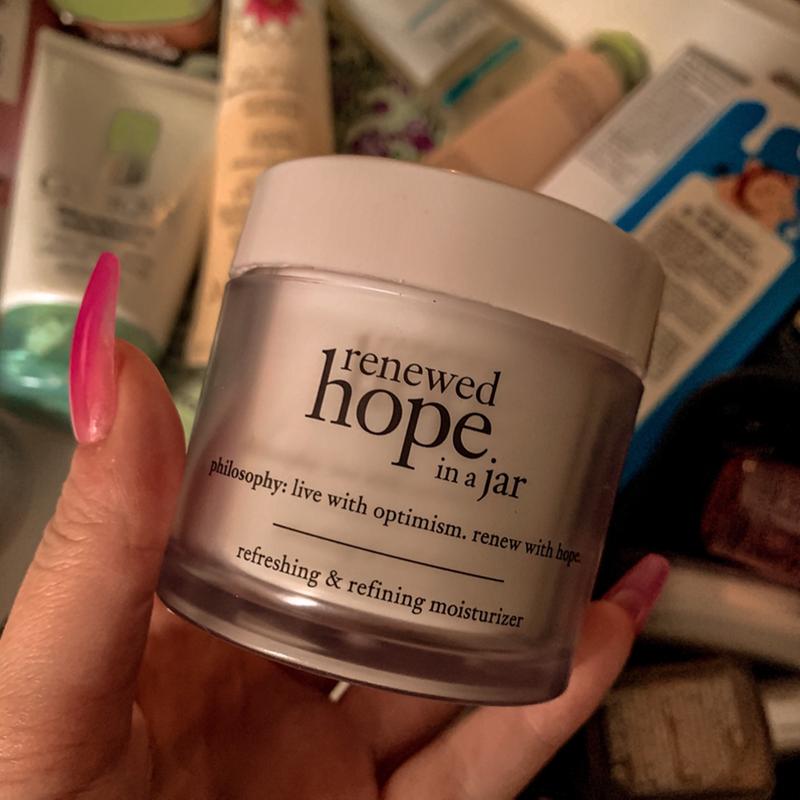 renewed
hope.
in a jar
philosophy: live with optimism. renew with hope.
refreshing & refining moisturizer